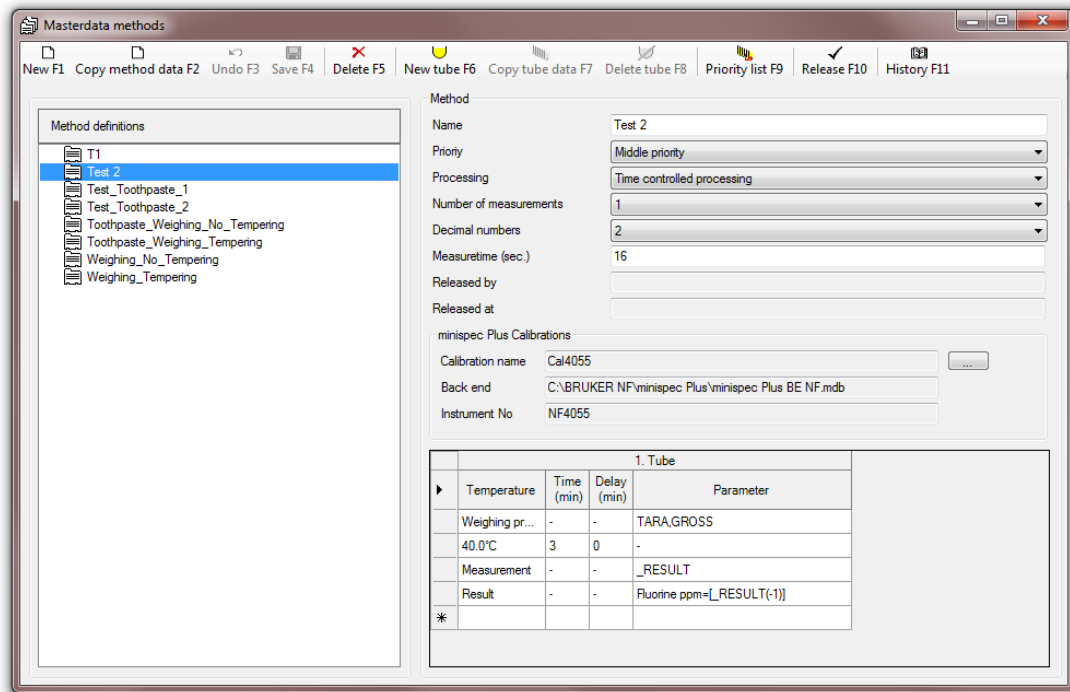 Masterdata methods
New F1 Copy method data F2 Undo F3 Save F4 Delete F5 New tube F6 Copy tube data F7 Delete tube F8 Priority list F9 Release F10 History F11
Method definitions
T1
Test 2
Test_Toothpaste_1
Test_Toothpaste_2
Toothpaste_Weighing_No_Tempering
Toothpaste_Weighing_Tempering
Weighing_No_Tempering
Weighing_Tempering
Method
Name Test 2
Prioriy Middle priority
Processing Time controlled processing
Number of measurements 1
Decimal numbers 2
Measuretime (sec.) 16
Released by
Released at
minispec Plus Calibrations
Calibration name Cal4055 ...
Back end C:\BRUKER NF\minispec Plus\minispec Plus BE NF.mdb
Instrument No NF4055
1. Tube
Temperature Time (min) Delay (min) Parameter
Weighing pr... - - TARA,GROSS
40.0°C 3 0 -
Measurement - - _RESULT
Result - - Fluorine ppm=[_RESULT(-1)]